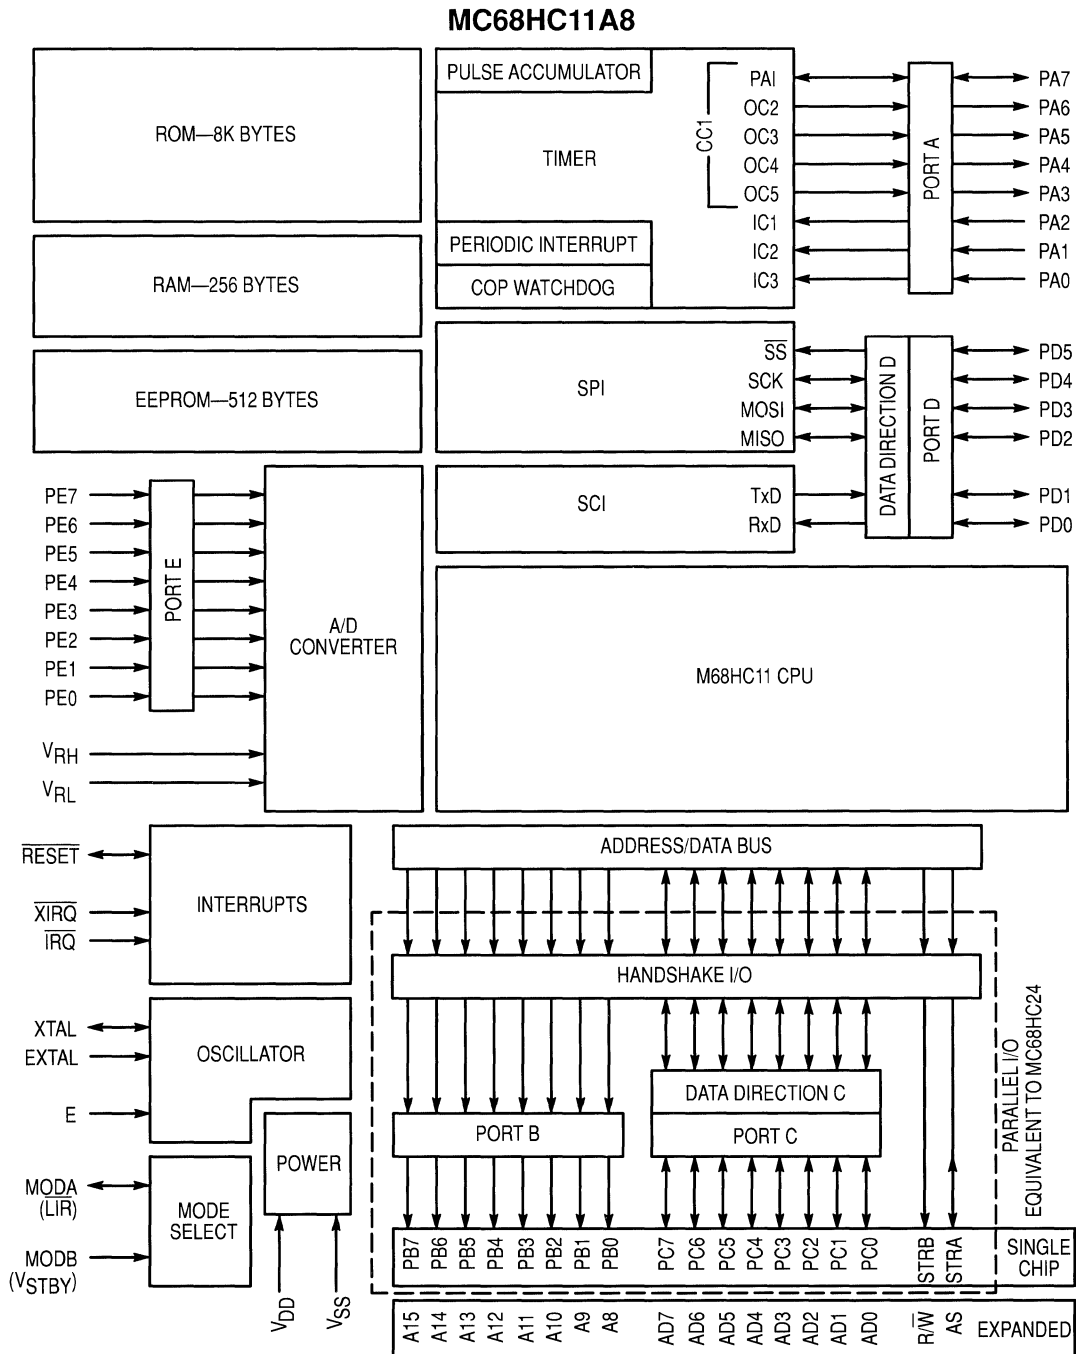 MC68HC11A8
ROM—8K BYTES
RAM—256 BYTES
EEPROM—512 BYTES
PULSE ACCUMULATOR
TIMER
PERIODIC INTERRUPT
COP WATCHDOG
CC1
PAI
OC2
OC3
OC4
OC5
IC1
IC2
IC3
PORT A
PA7
PA6
PA5
PA4
PA3
PA2
PA1
PA0
SPI
SS
SCK
MOSI
MISO
SCI
TxD
RxD
DATA DIRECTION D
PORT D
PD5
PD4
PD3
PD2
PD1
PD0
PE7
PE6
PE5
PE4
PE3
PE2
PE1
PE0
PORT E
VRH
VRL
A/D
CONVERTER
M68HC11 CPU
RESET
XIRQ
IRQ
INTERRUPTS
XTAL
EXTAL
E
OSCILLATOR
POWER
VDD
VSS
MODA
(LIR)
MODB
(VSTBY)
MODE
SELECT
ADDRESS/DATA BUS
HANDSHAKE I/O
DATA DIRECTION C
PORT B
PORT C
PARALLEL I/O
EQUIVALENT TO MC68HC24
PB7
PB6
PB5
PB4
PB3
PB2
PB1
PB0
PC7
PC6
PC5
PC4
PC3
PC2
PC1
PC0
STRB
STRA
SINGLE
CHIP
A15
A14
A13
A12
A11
A10
A9
A8
AD7
AD6
AD5
AD4
AD3
AD2
AD1
AD0
R/W
AS
EXPANDED